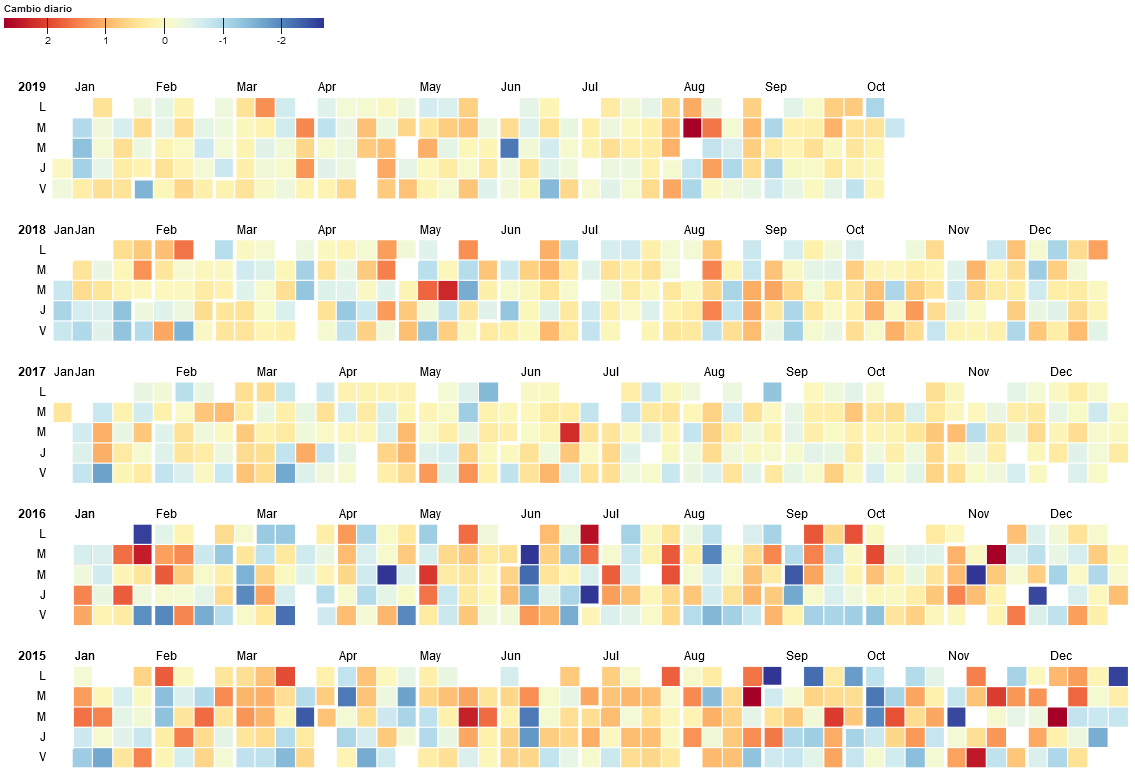 Cambio diario
2 1 0 -1 -2
2019 Jan Feb Mar Apr May Jun Jul Aug Sep Oct
L
M
M
J
V
2018 JanJan Feb Mar Apr May Jun Jul Aug Sep Oct Nov Dec
L
M
M
J
V
2017 JanJan Feb Mar Apr May Jun Jul Aug Sep Oct Nov Dec
L
M
M
J
V
2016 Jan Feb Mar Apr May Jun Jul Aug Sep Oct Nov Dec
L
M
M
J
V
2015 Jan Feb Mar Apr May Jun Jul Aug Sep Oct Nov Dec
L
M
M
J
V